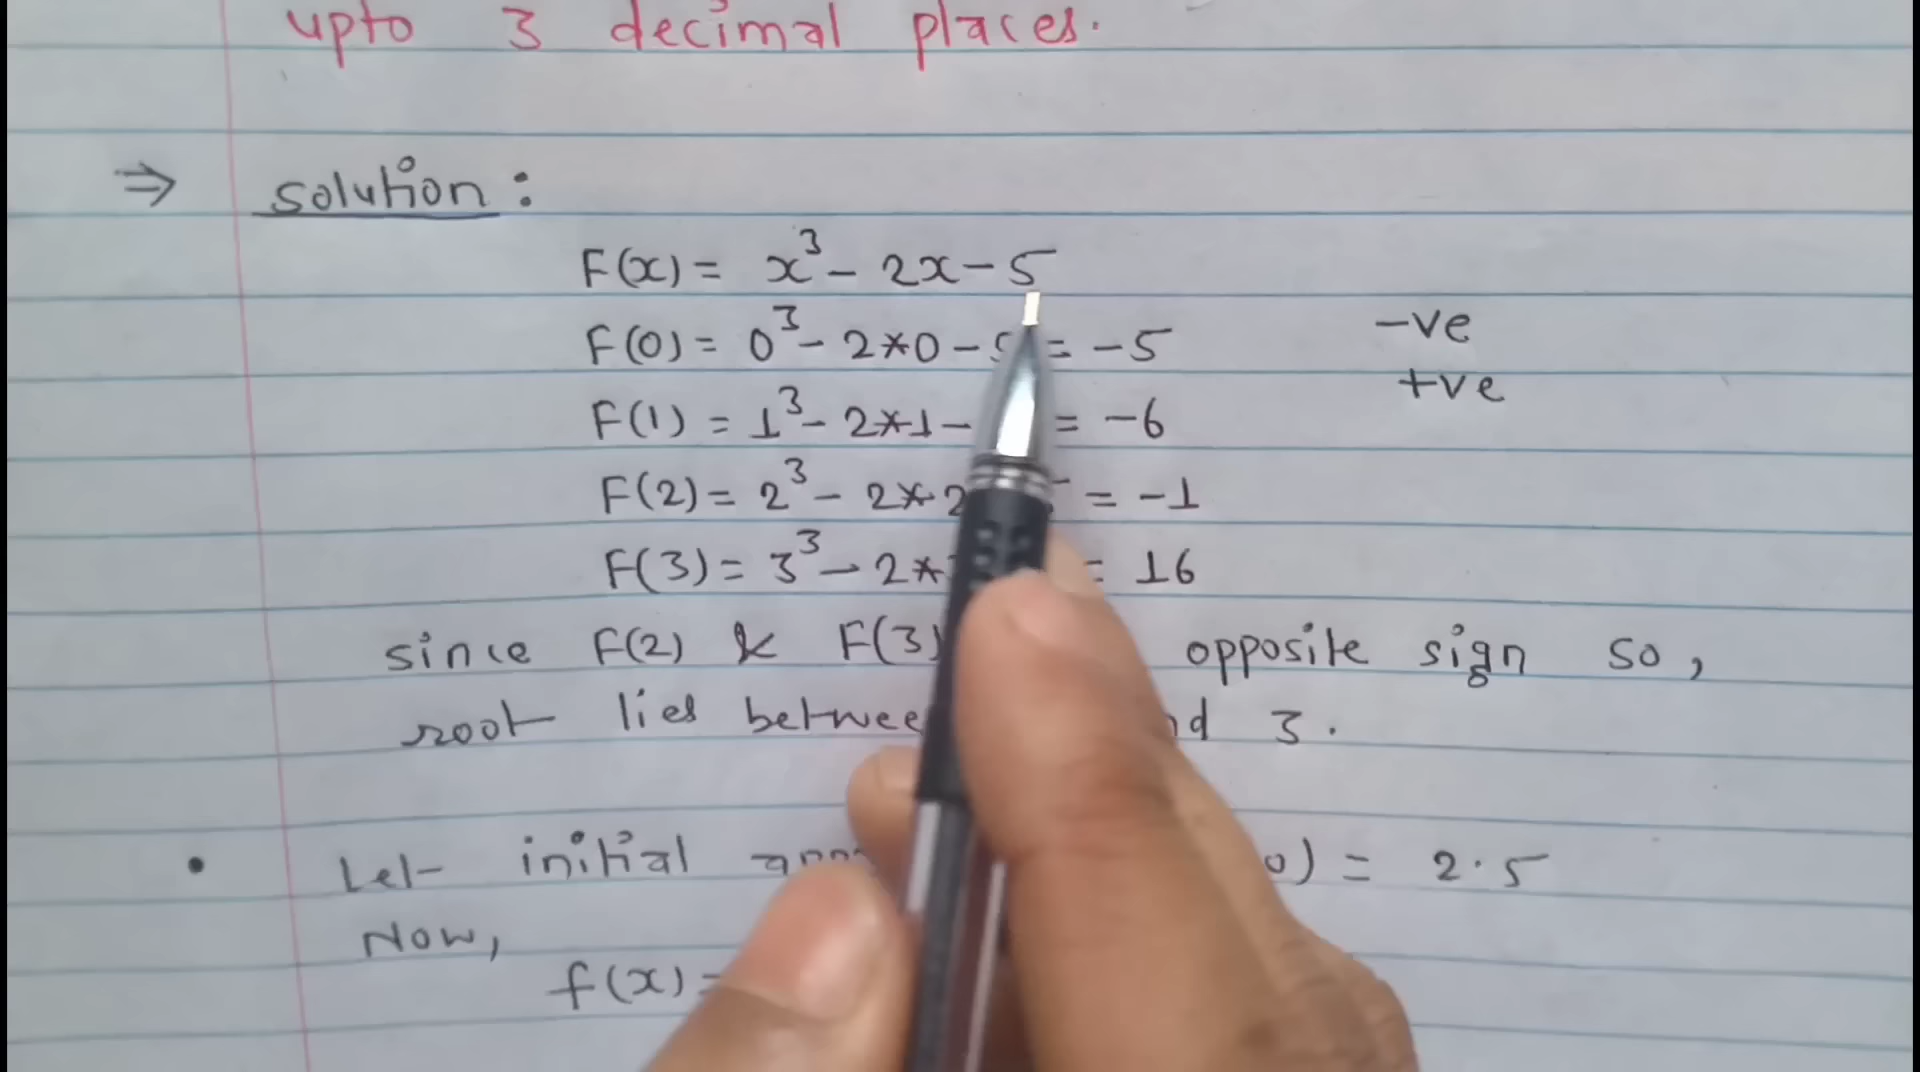 upto 3 decimal places.
⇒ solution:
F(x) = x³ - 2x - 5
F(0) = 0³ - 2*0 - = -5
-ve
+ve
F(1) = 1³ - 2*1 - = -6
F(2) = 2³ - 2*2 = -1
F(3) = 3³ - 2* = 16
since F(2) & F(3) opposite sign so,
root lies 3.
• Let initial = 2.5
Now,
f(x) =